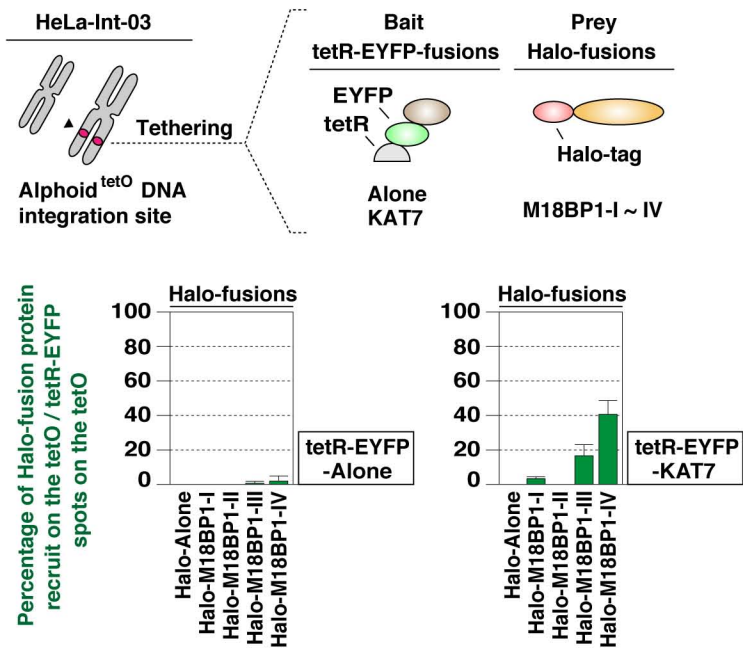 HeLa-Int-03
Bait
tetR-EYFP-fusions
Prey
Halo-fusions
Tethering
EYFP
tetR
Halo-tag
Alphoid tetO DNA
integration site
Alone
KAT7
M18BP1-I ~ IV
Percentage of Halo-fusion protein
recruit on the tetO / tetR-EYFP
spots on the tetO
Halo-fusions
100
80
60
40
20
0
tetR-EYFP
-Alone
Halo-Alone
Halo-M18BP1-I
Halo-M18BP1-II
Halo-M18BP1-III
Halo-M18BP1-IV
Halo-fusions
100
80
60
40
20
0
tetR-EYFP
-KAT7
Halo-Alone
Halo-M18BP1-I
Halo-M18BP1-II
Halo-M18BP1-III
Halo-M18BP1-IV